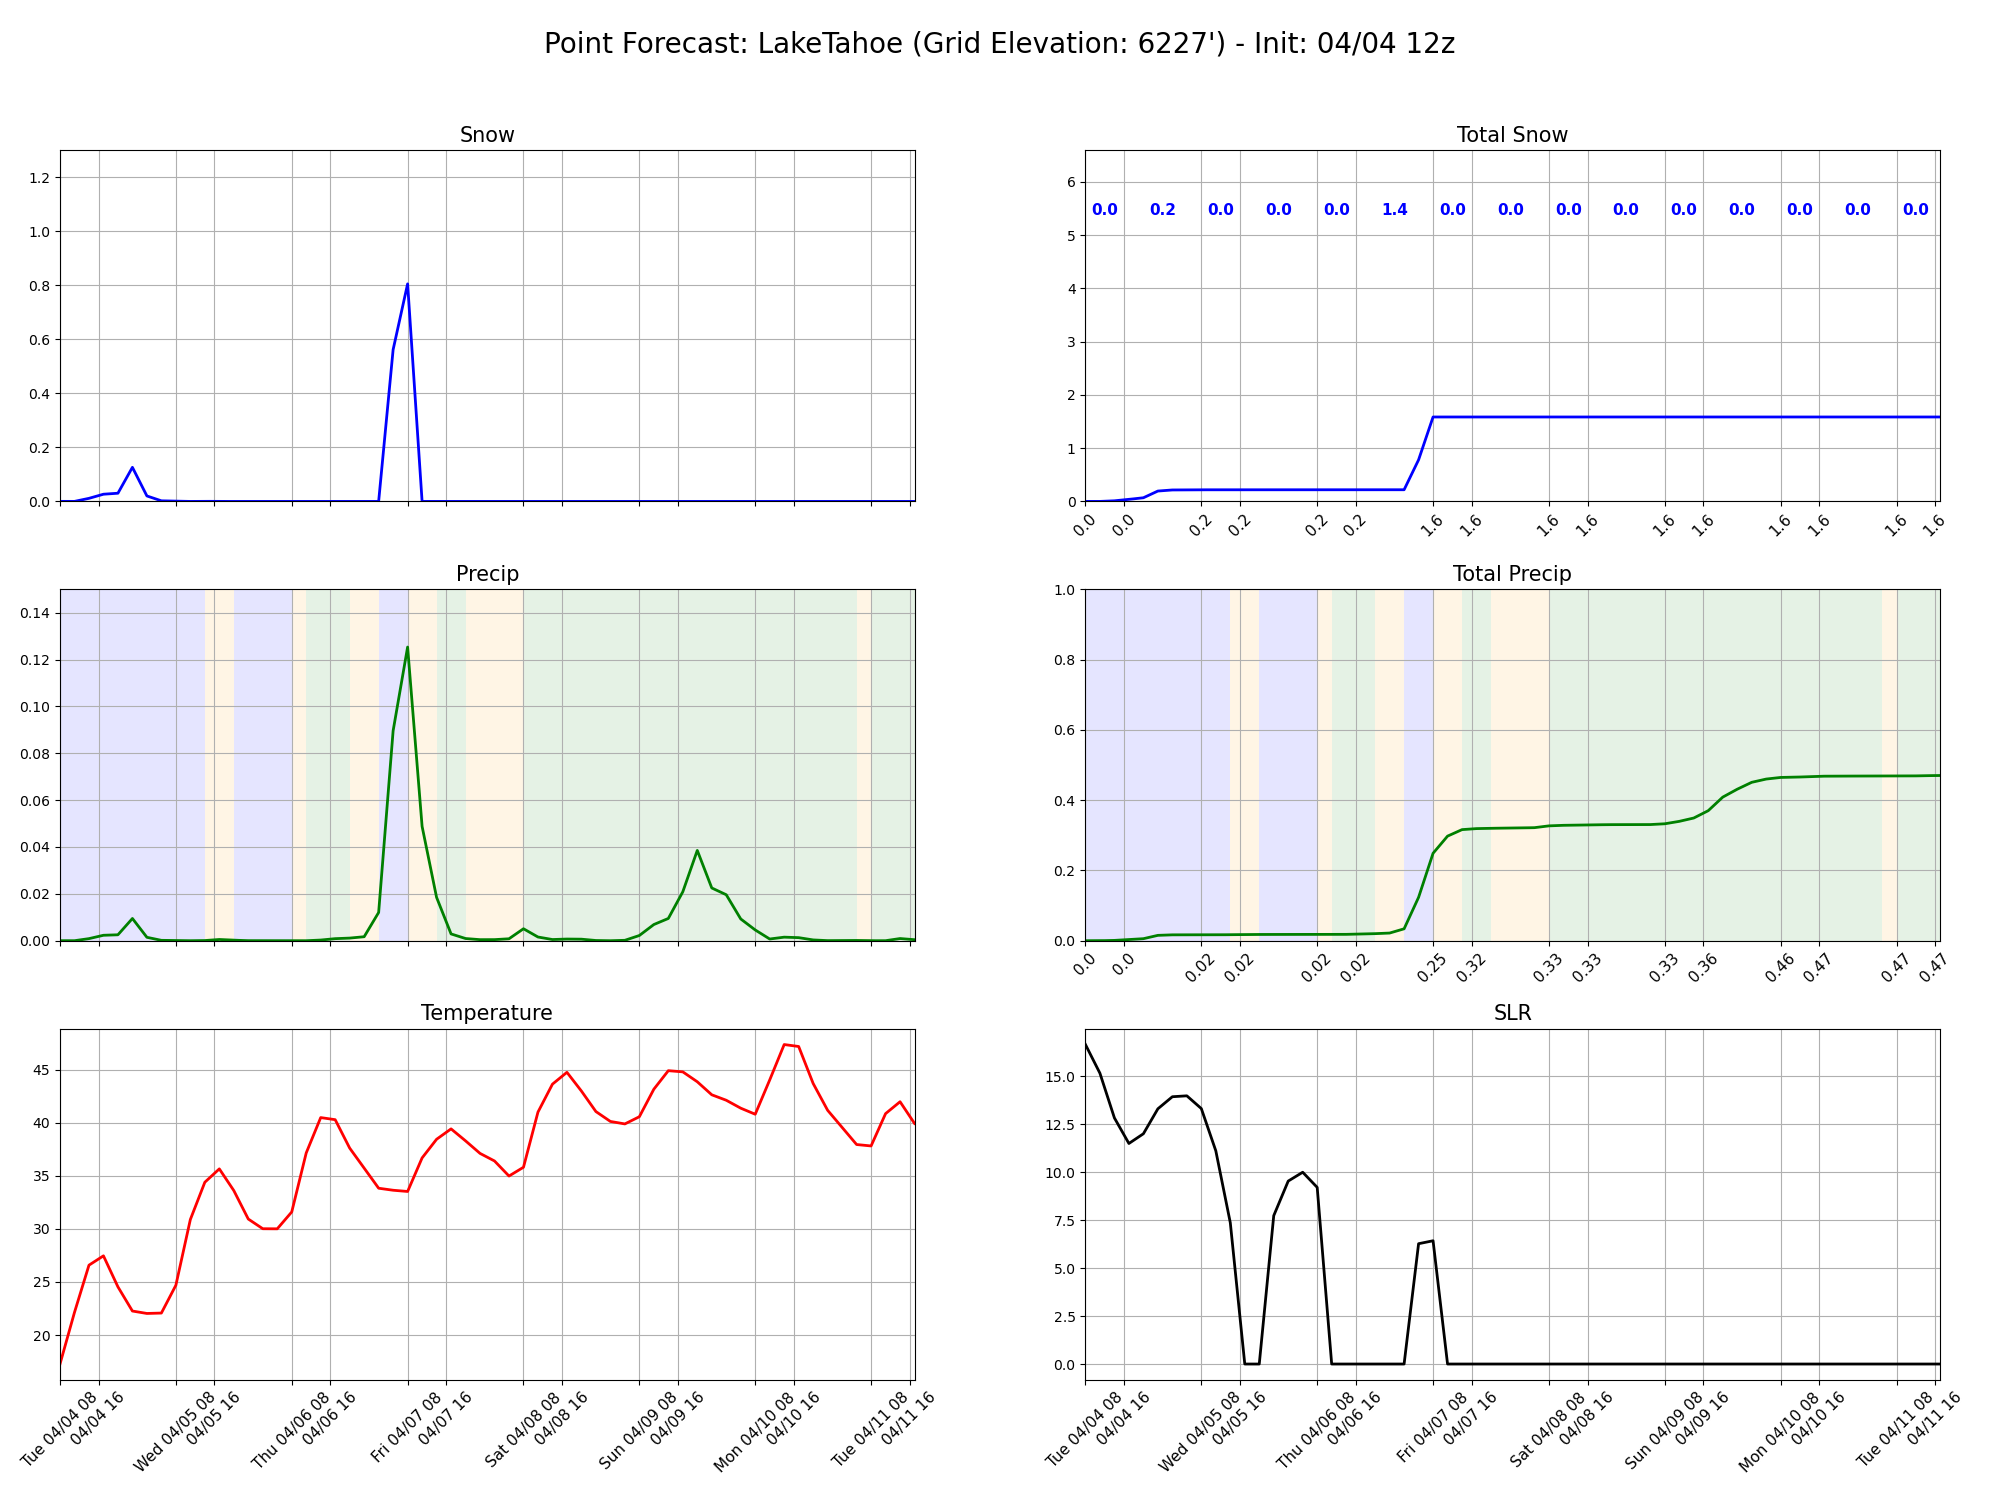 Point Forecast: LakeTahoe (Grid Elevation: 6227') - Init: 04/04 12z
Snow
1.2
1.0
0.8
0.6
0.4
0.2
0.0
Total Snow
6
5
4
3
2
1
0
0.0 0.2 0.0 0.0 0.0 1.4 0.0 0.0 0.0 0.0 0.0 0.0 0.0 0.0 0.0
0.0 0.0 0.2 0.2 0.2 0.2 1.6 1.6 1.6 1.6 1.6 1.6 1.6 1.6 1.6 1.6
Precip
0.14
0.12
0.10
0.08
0.06
0.04
0.02
0.00
Total Precip
1.0
0.8
0.6
0.4
0.2
0.0
0.0 0.0 0.02 0.02 0.02 0.02 0.25 0.32 0.33 0.33 0.33 0.36 0.46 0.47 0.47 0.47
Temperature
45
40
35
30
25
20
Tue 04/04 08
04/04 16
Wed 04/05 08
04/05 16
Thu 04/06 08
04/06 16
Fri 04/07 08
04/07 16
Sat 04/08 08
04/08 16
Sun 04/09 08
04/09 16
Mon 04/10 08
04/10 16
Tue 04/11 08
04/11 16
SLR
15.0
12.5
10.0
7.5
5.0
2.5
0.0
Tue 04/04 08
04/04 16
Wed 04/05 08
04/05 16
Thu 04/06 08
04/06 16
Fri 04/07 08
04/07 16
Sat 04/08 08
04/08 16
Sun 04/09 08
04/09 16
Mon 04/10 08
04/10 16
Tue 04/11 08
04/11 16